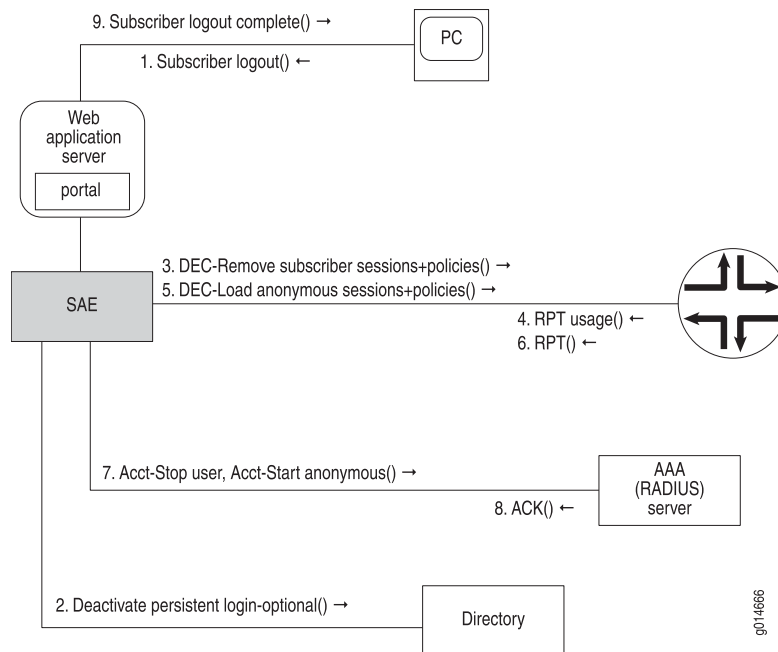 9. Subscriber logout complete() →
PC
1. Subscriber logout() ←
Web
application
server
portal
3. DEC-Remove subscriber sessions+policies() →
SAE
5. DEC-Load anonymous sessions+policies() →
4. RPT usage() ←
6. RPT() ←
7. Acct-Stop user, Acct-Start anonymous() →
AAA
(RADIUS)
server
8. ACK() ←
2. Deactivate persistent login-optional() →
Directory
g014666